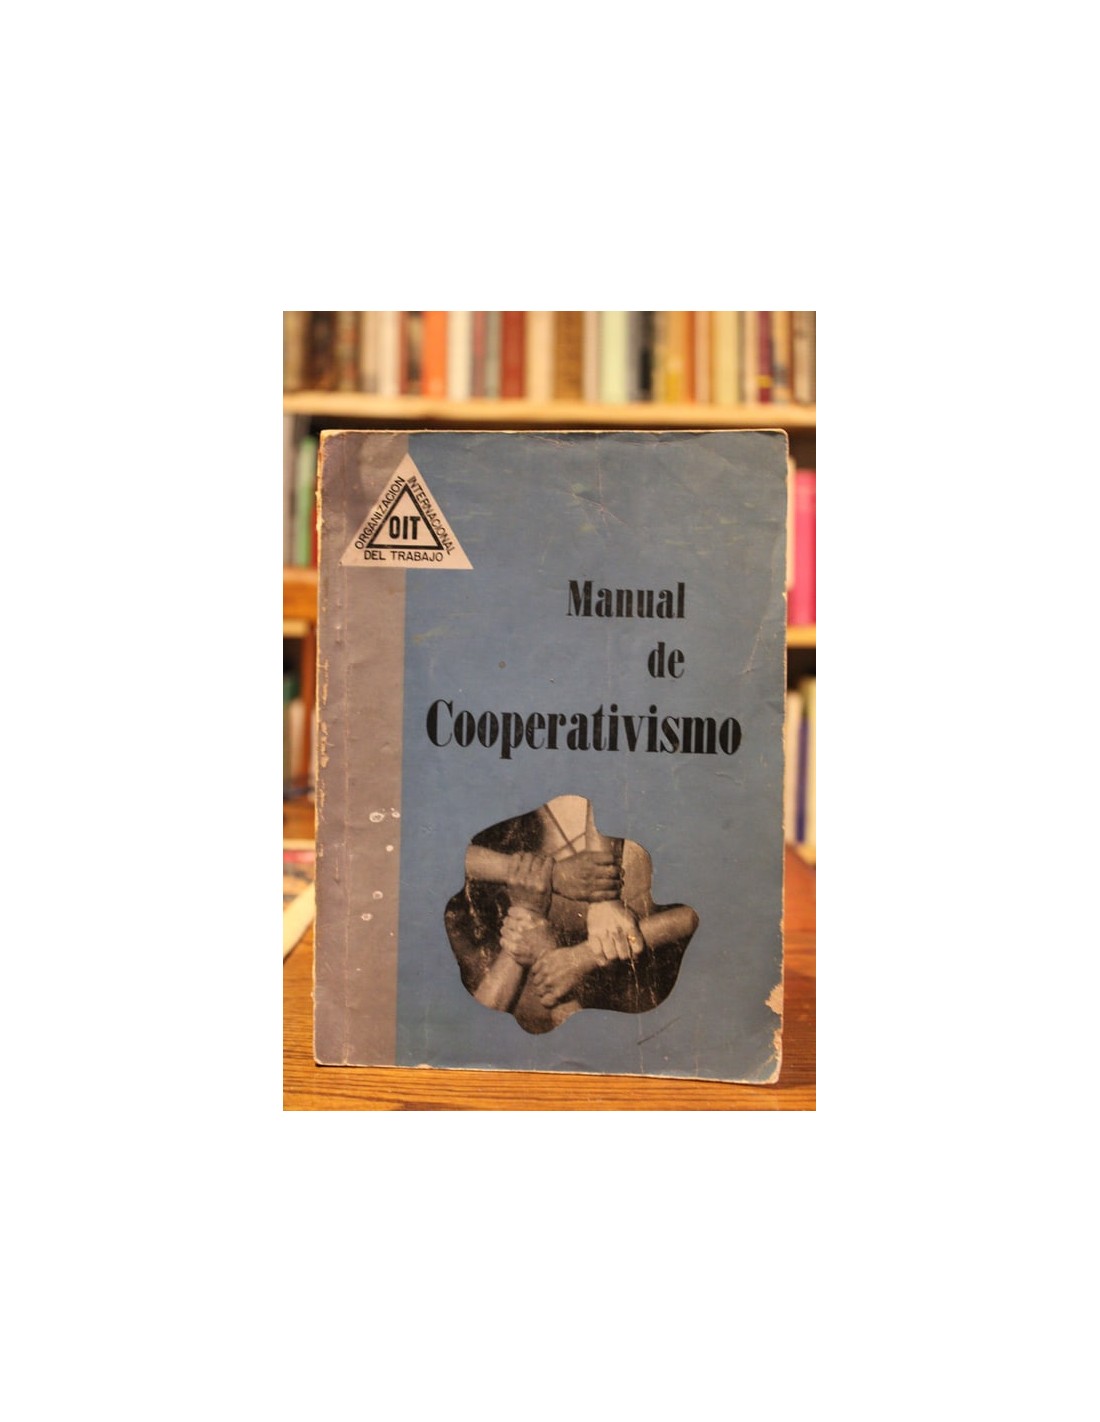 ORGANIZACION INTERNACIONAL
OIT
DEL TRABAJO
Manual
de
Cooperativismo